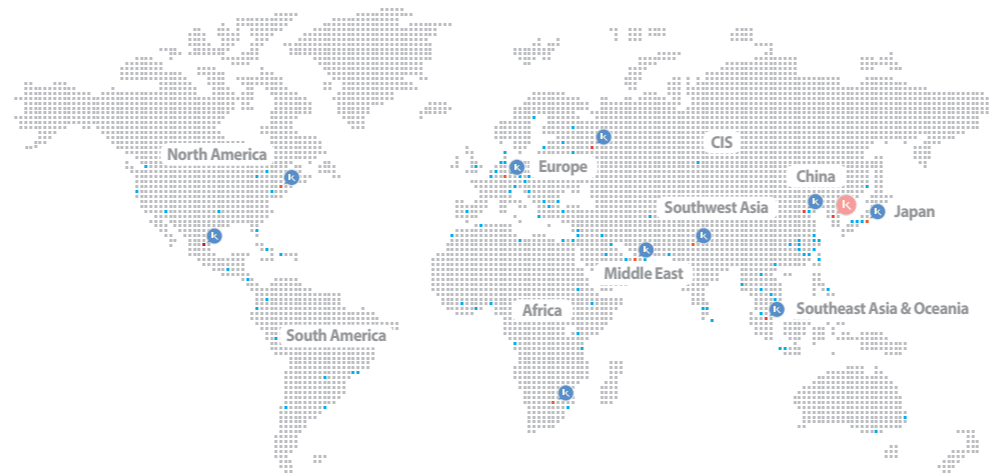 CIS
North America
Europe
China
Southwest Asia
Japan
Middle East
Africa
Southeast Asia & Oceania
South America
k
k
k
k
k
k
k
k
k
k
k